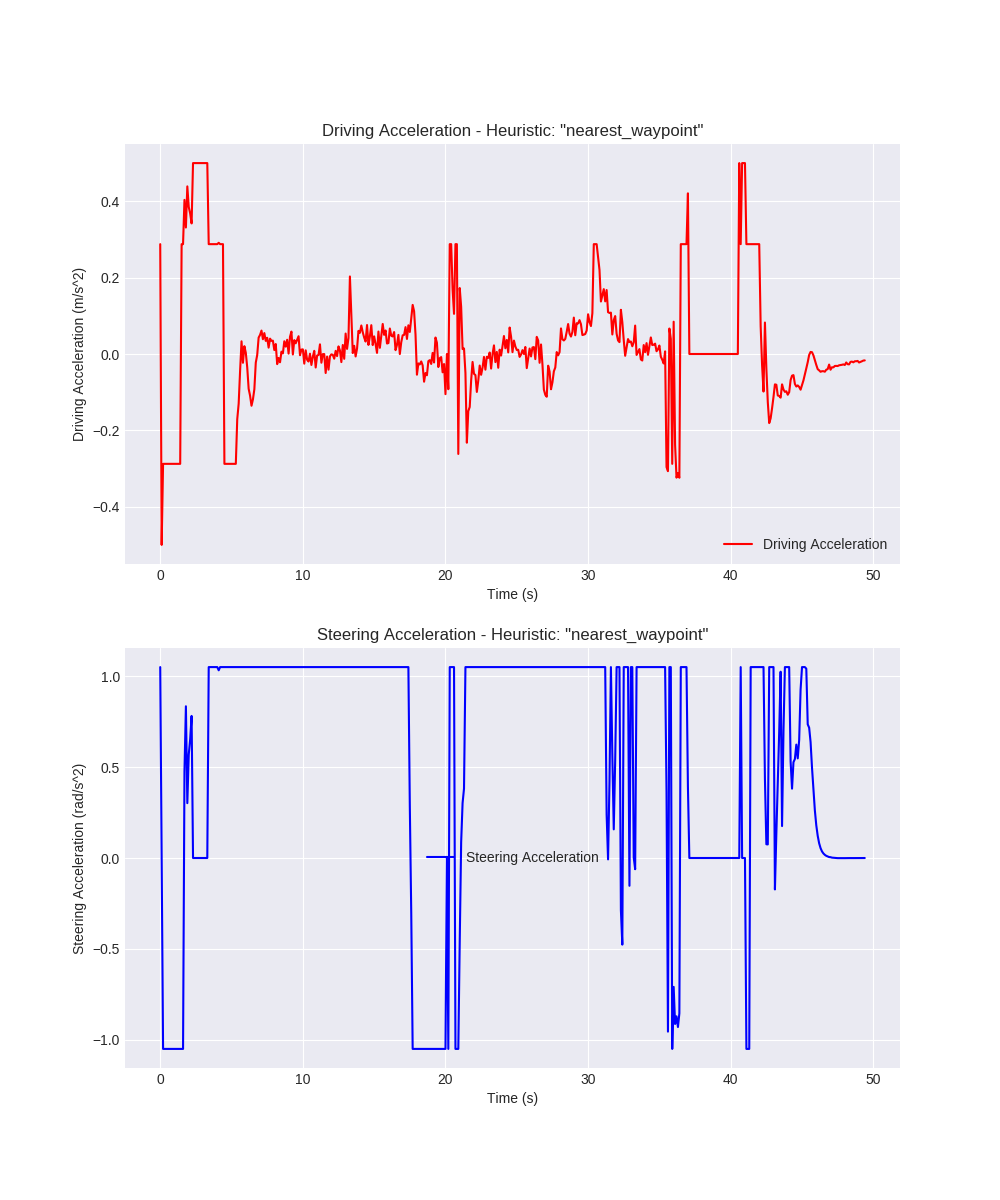 Driving Acceleration - Heuristic: "nearest_waypoint"
Driving Acceleration (m/s^2)
0.4
0.2
0.0
−0.2
−0.4
Driving Acceleration
0 10 20 30 40 50
Time (s)
Steering Acceleration - Heuristic: "nearest_waypoint"
Steering Acceleration (rad/s^2)
1.0
0.5
0.0
−0.5
−1.0
Steering Acceleration
0 10 20 30 40 50
Time (s)